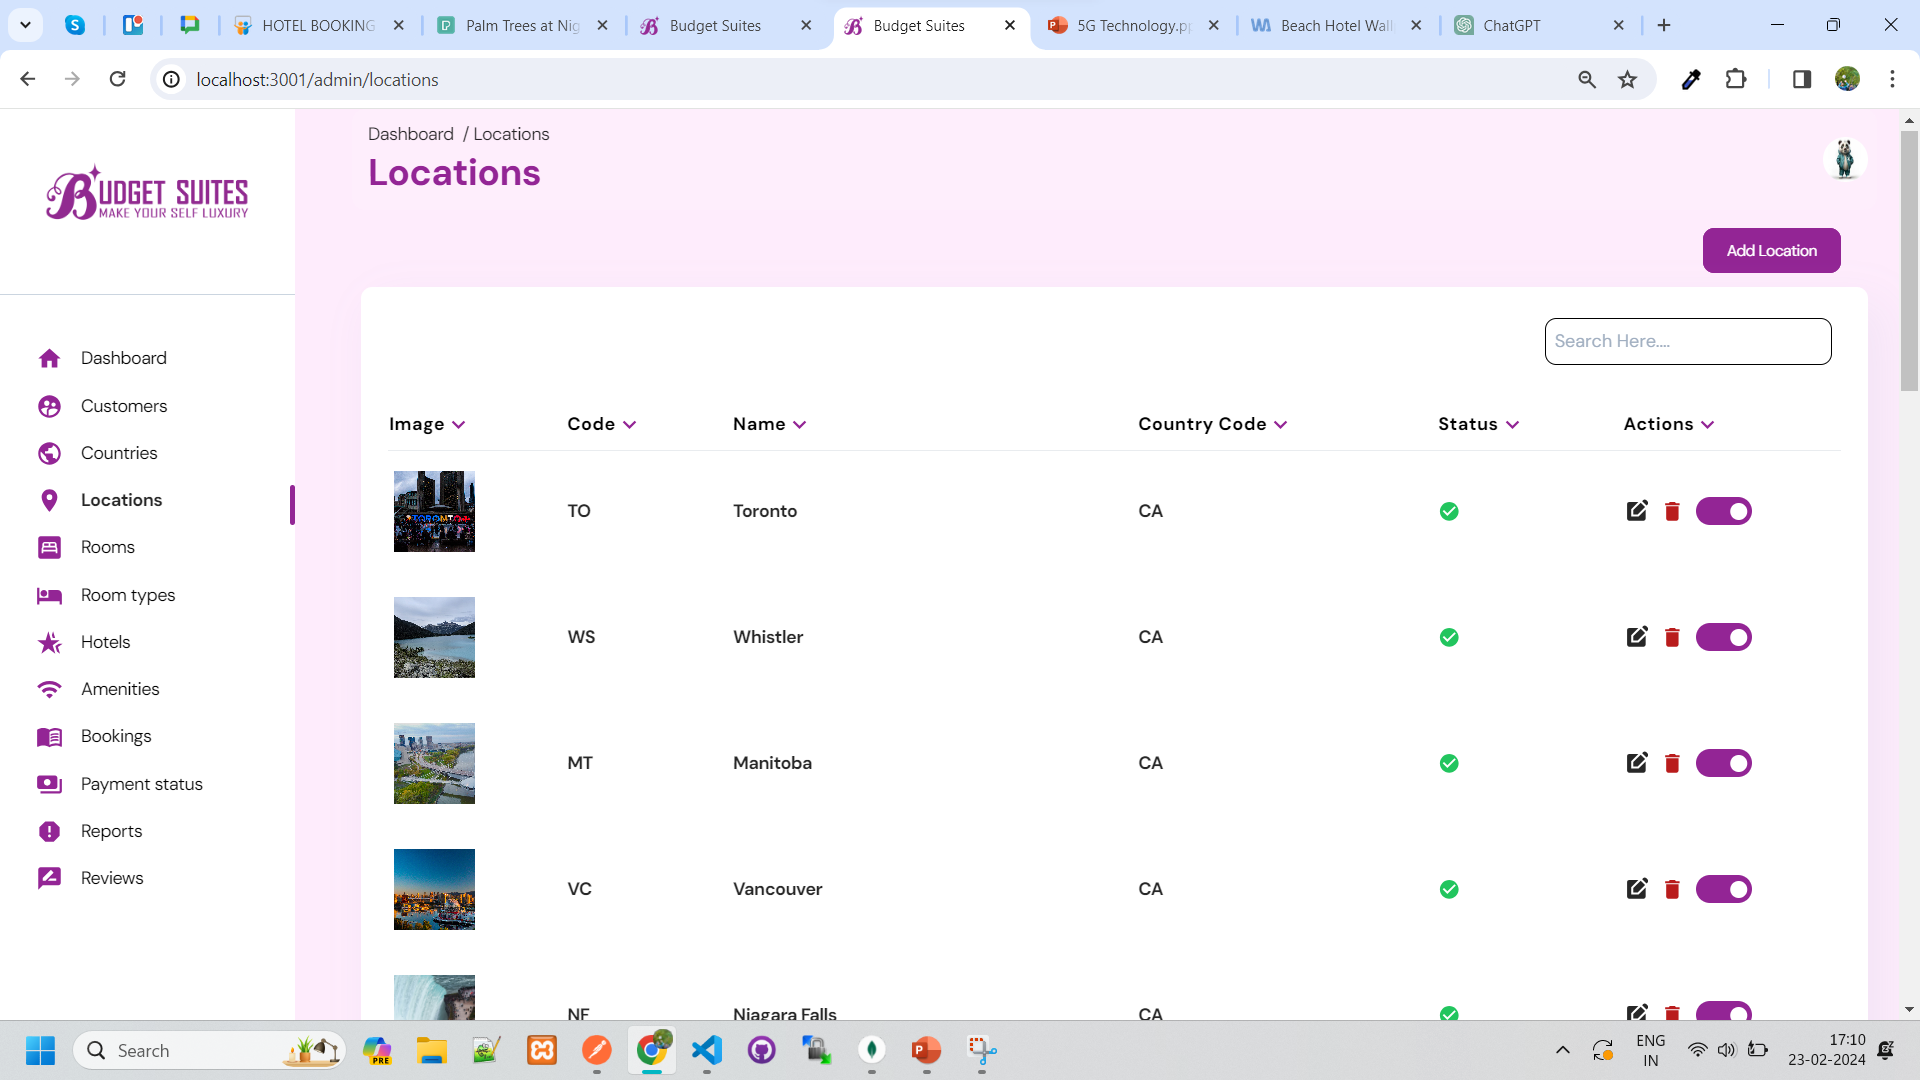 HOTEL BOOKING
Palm Trees at Nig
Budget Suites
Budget Suites
5G Technology.pp
Beach Hotel Wall
ChatGPT
localhost:3001/admin/locations
BUDGET SUITES
MAKE YOUR SELF LUXURY
Dashboard / Locations
Locations
Add Location
Search Here....
Dashboard
Customers
Countries
Locations
Rooms
Room types
Hotels
Amenities
Bookings
Payment status
Reports
Reviews
Image Code Name Country Code Status Actions
TORONTO
TO Toronto CA
WS Whistler CA
MT Manitoba CA
VC Vancouver CA
NF Niagara Falls CA
Search
PRE
ENG
IN
17:10
23-02-2024